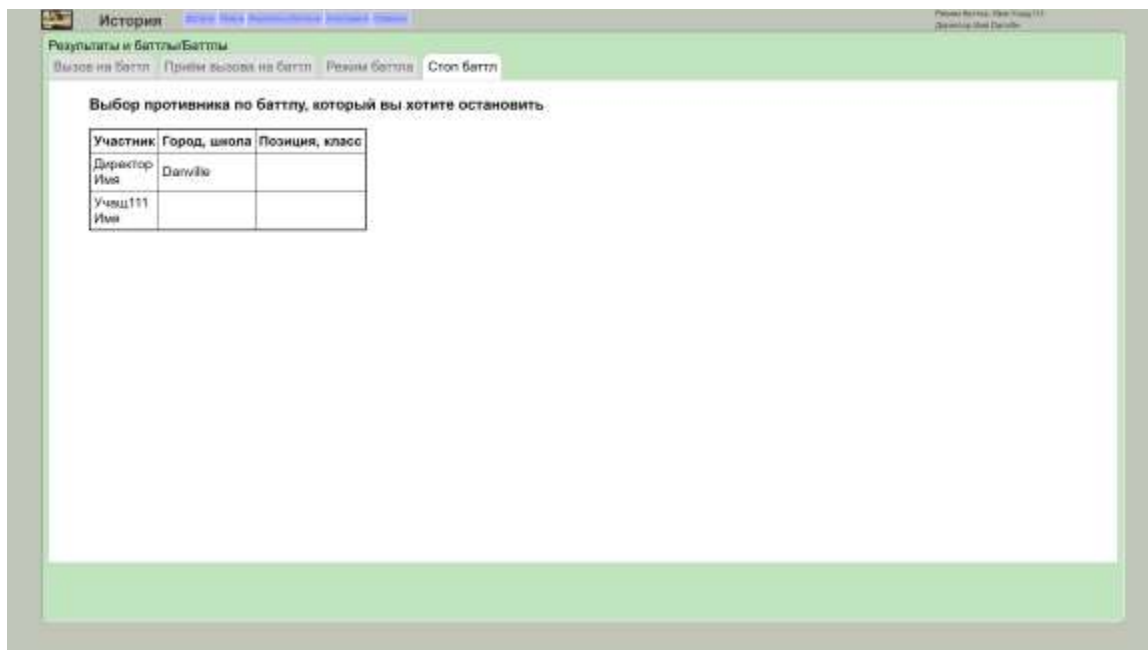 История
Результаты и баттлы/Баттлы
Вызов на баттл Приём вызова на баттл Режим баттла Стоп баттл
Выбор противника по баттлу, который вы хотите остановить
Участник Город, школа Позиция, класс
Директор
Имя
Danville
Учащ111
Имя